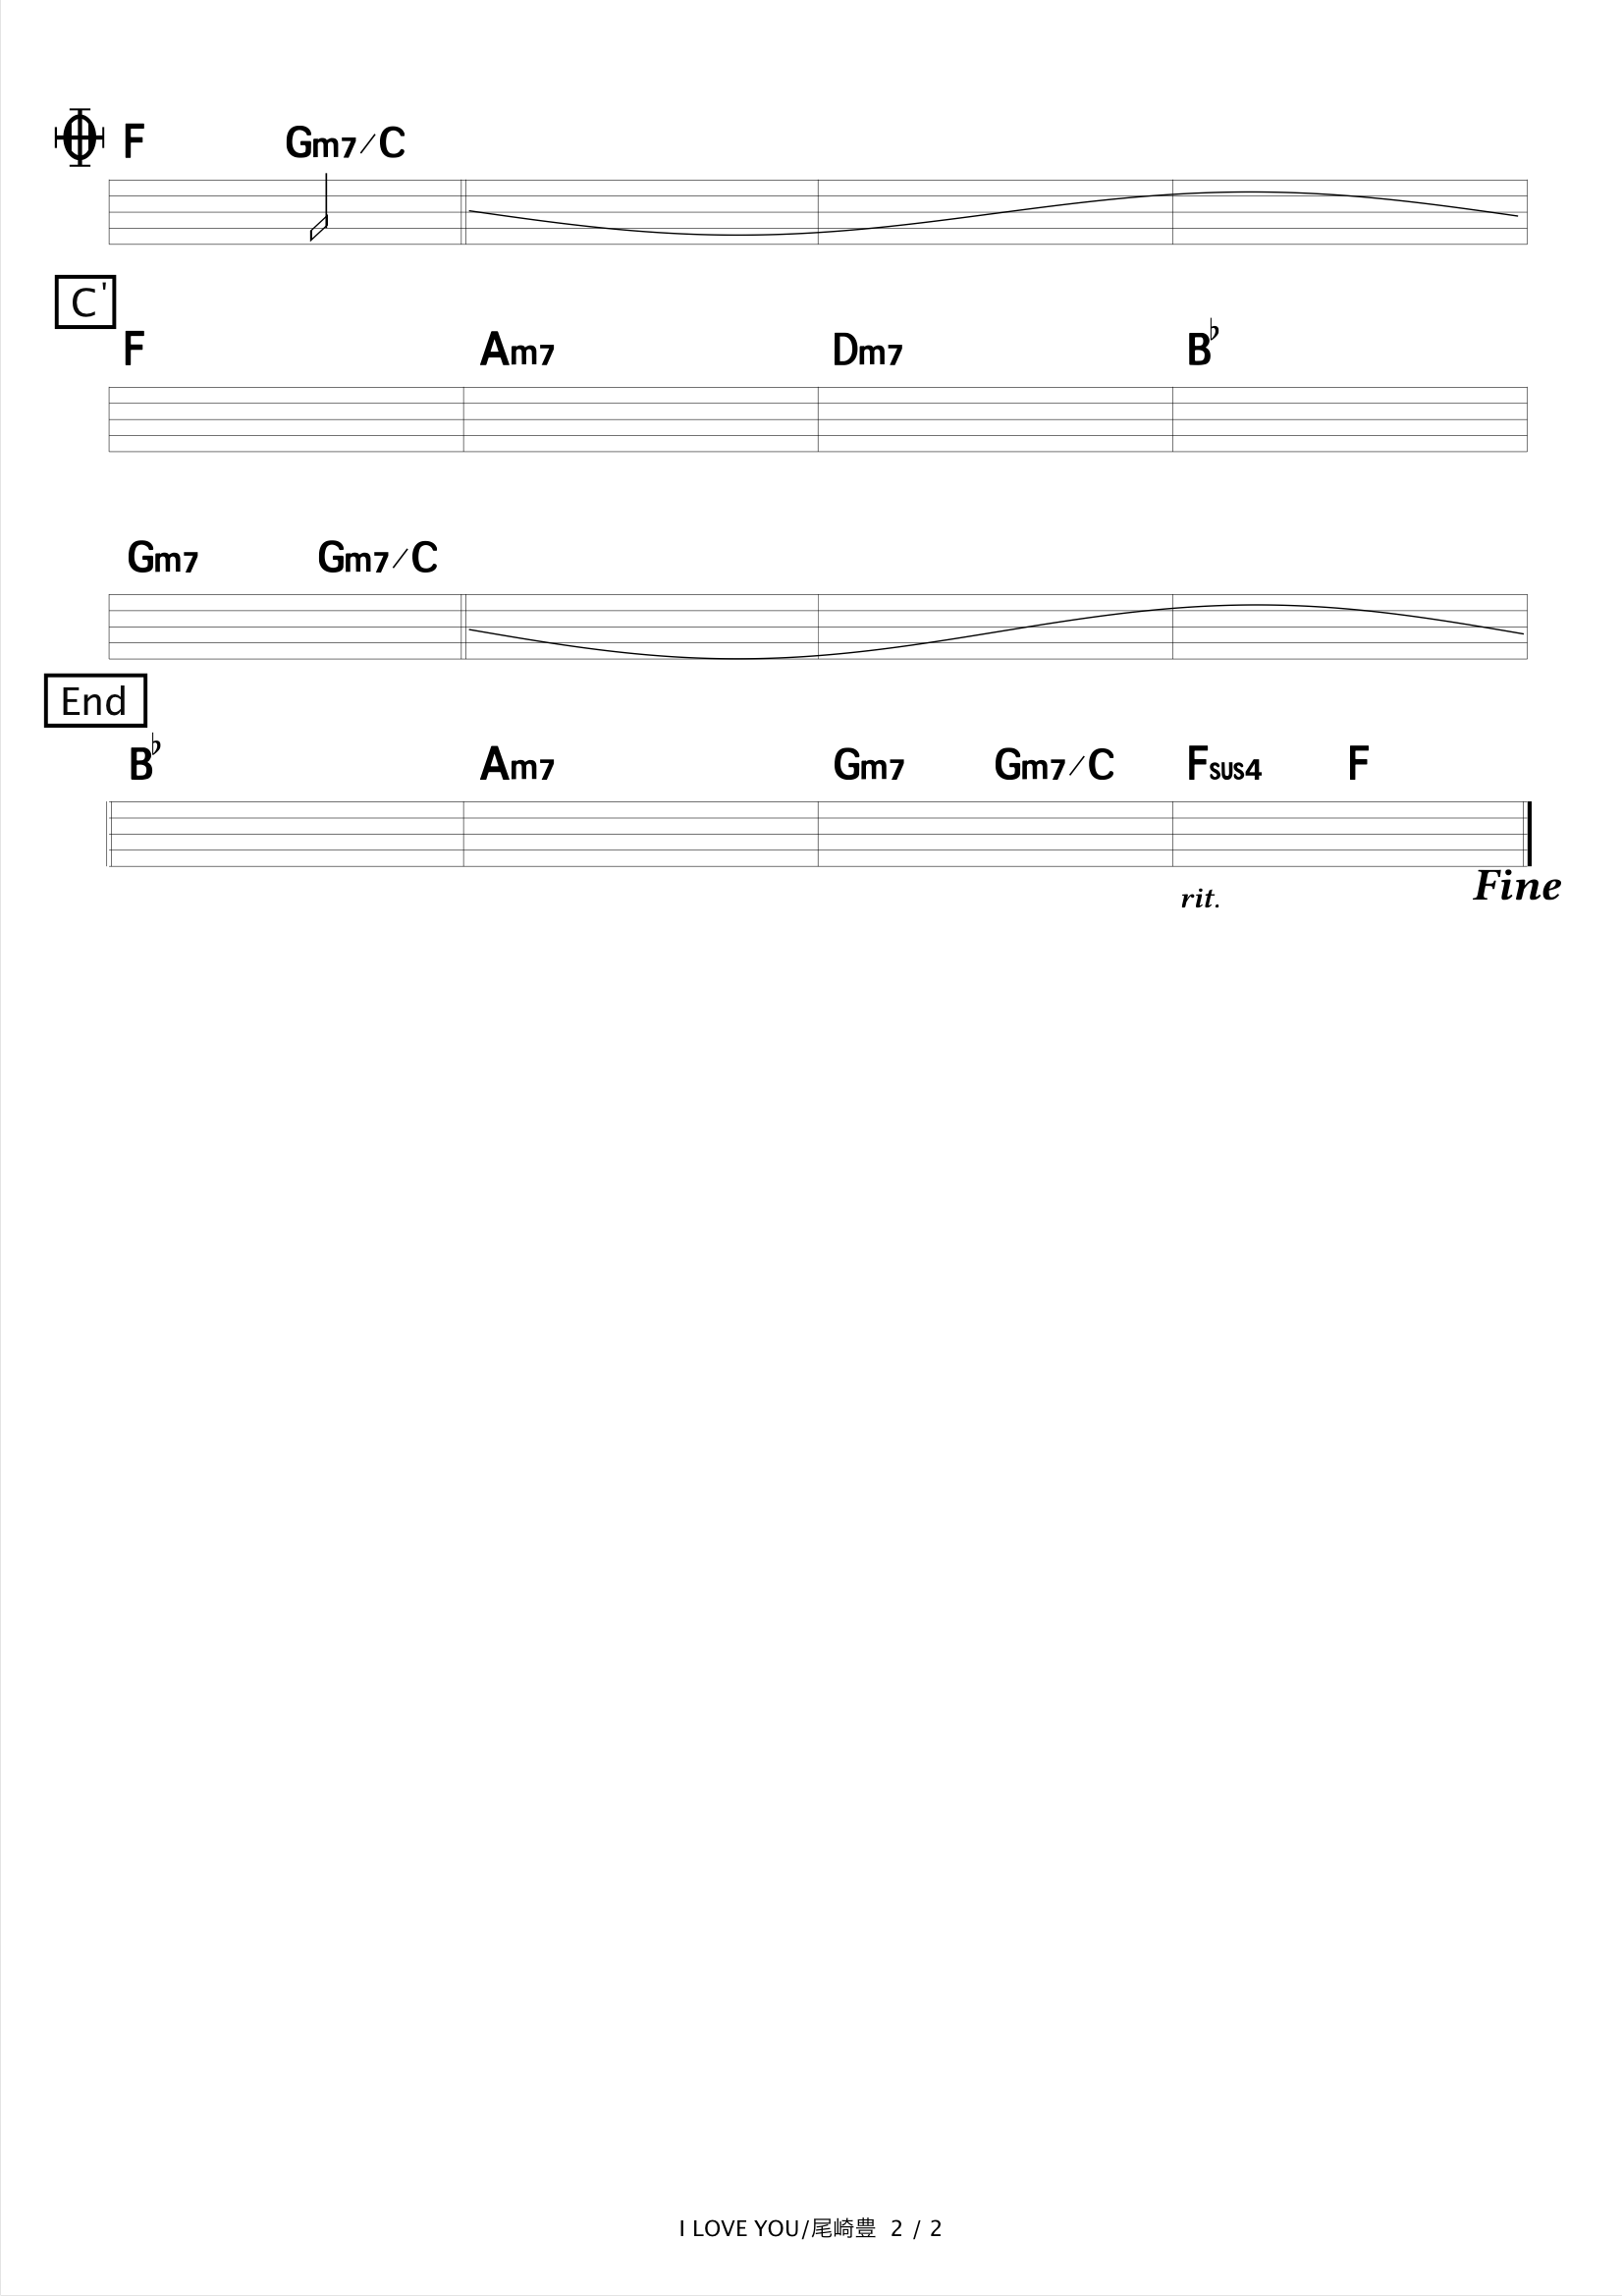 F Gm7/C
C'
F Am7 Dm7 B♭
Gm7 Gm7/C
End
B♭ Am7 Gm7 Gm7/C Fsus4 F
Fine
rit.
I LOVE YOU/尾崎豊 2 / 2